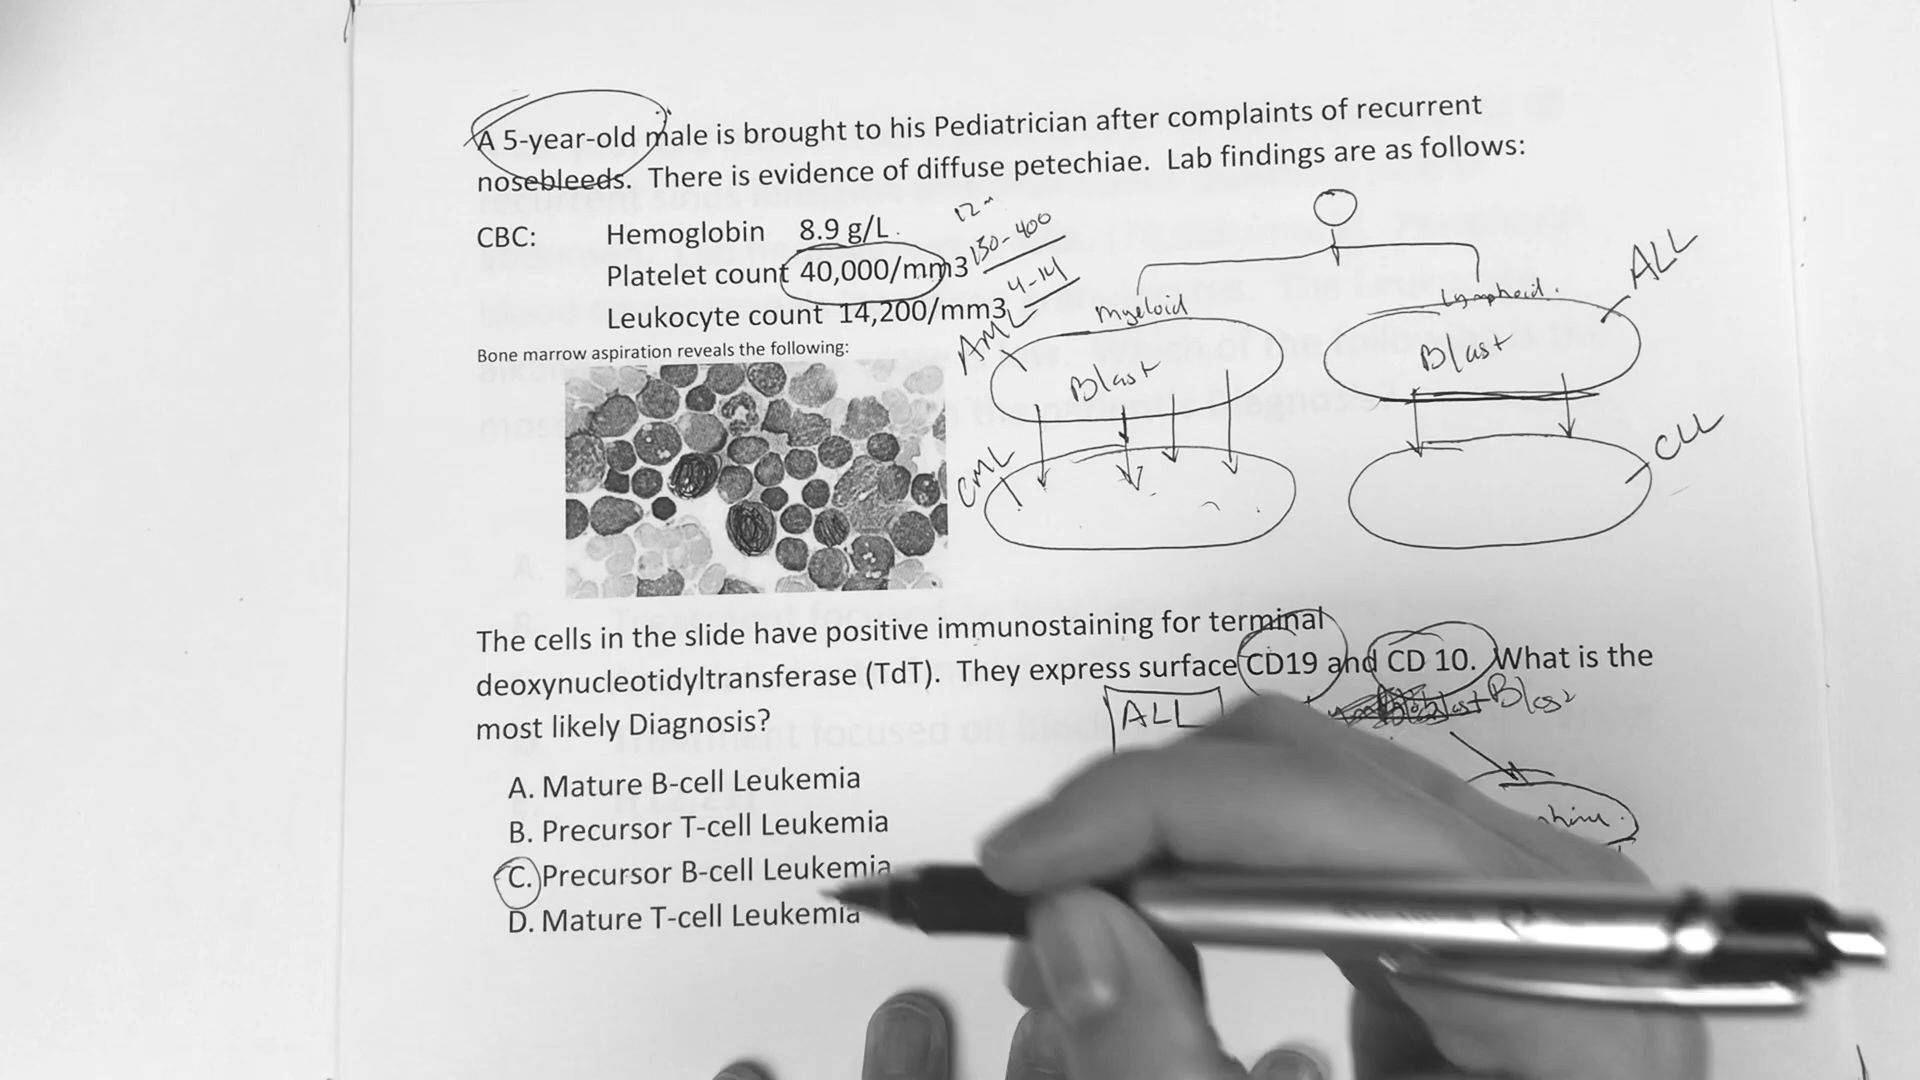 A 5-year-old male is brought to his Pediatrician after complaints of recurrent
nosebleeds. There is evidence of diffuse petechiae. Lab findings are as follows:
CBC: Hemoglobin 8.9 g/L
Platelet count 40,000/mm3
Leukocyte count 14,200/mm3
Bone marrow aspiration reveals the following:
12-
150-400
4-14
Myeloid
Lymphoid.
AML
Blast
Blast
ALL
CML
CLL
The cells in the slide have positive immunostaining for terminal
deoxynucleotidyltransferase (TdT). They express surface CD19 and CD 10. What is the
most likely Diagnosis?
ALL
A. Mature B-cell Leukemia
B. Precursor T-cell Leukemia
C. Precursor B-cell Leukemia
D. Mature T-cell Leukemia